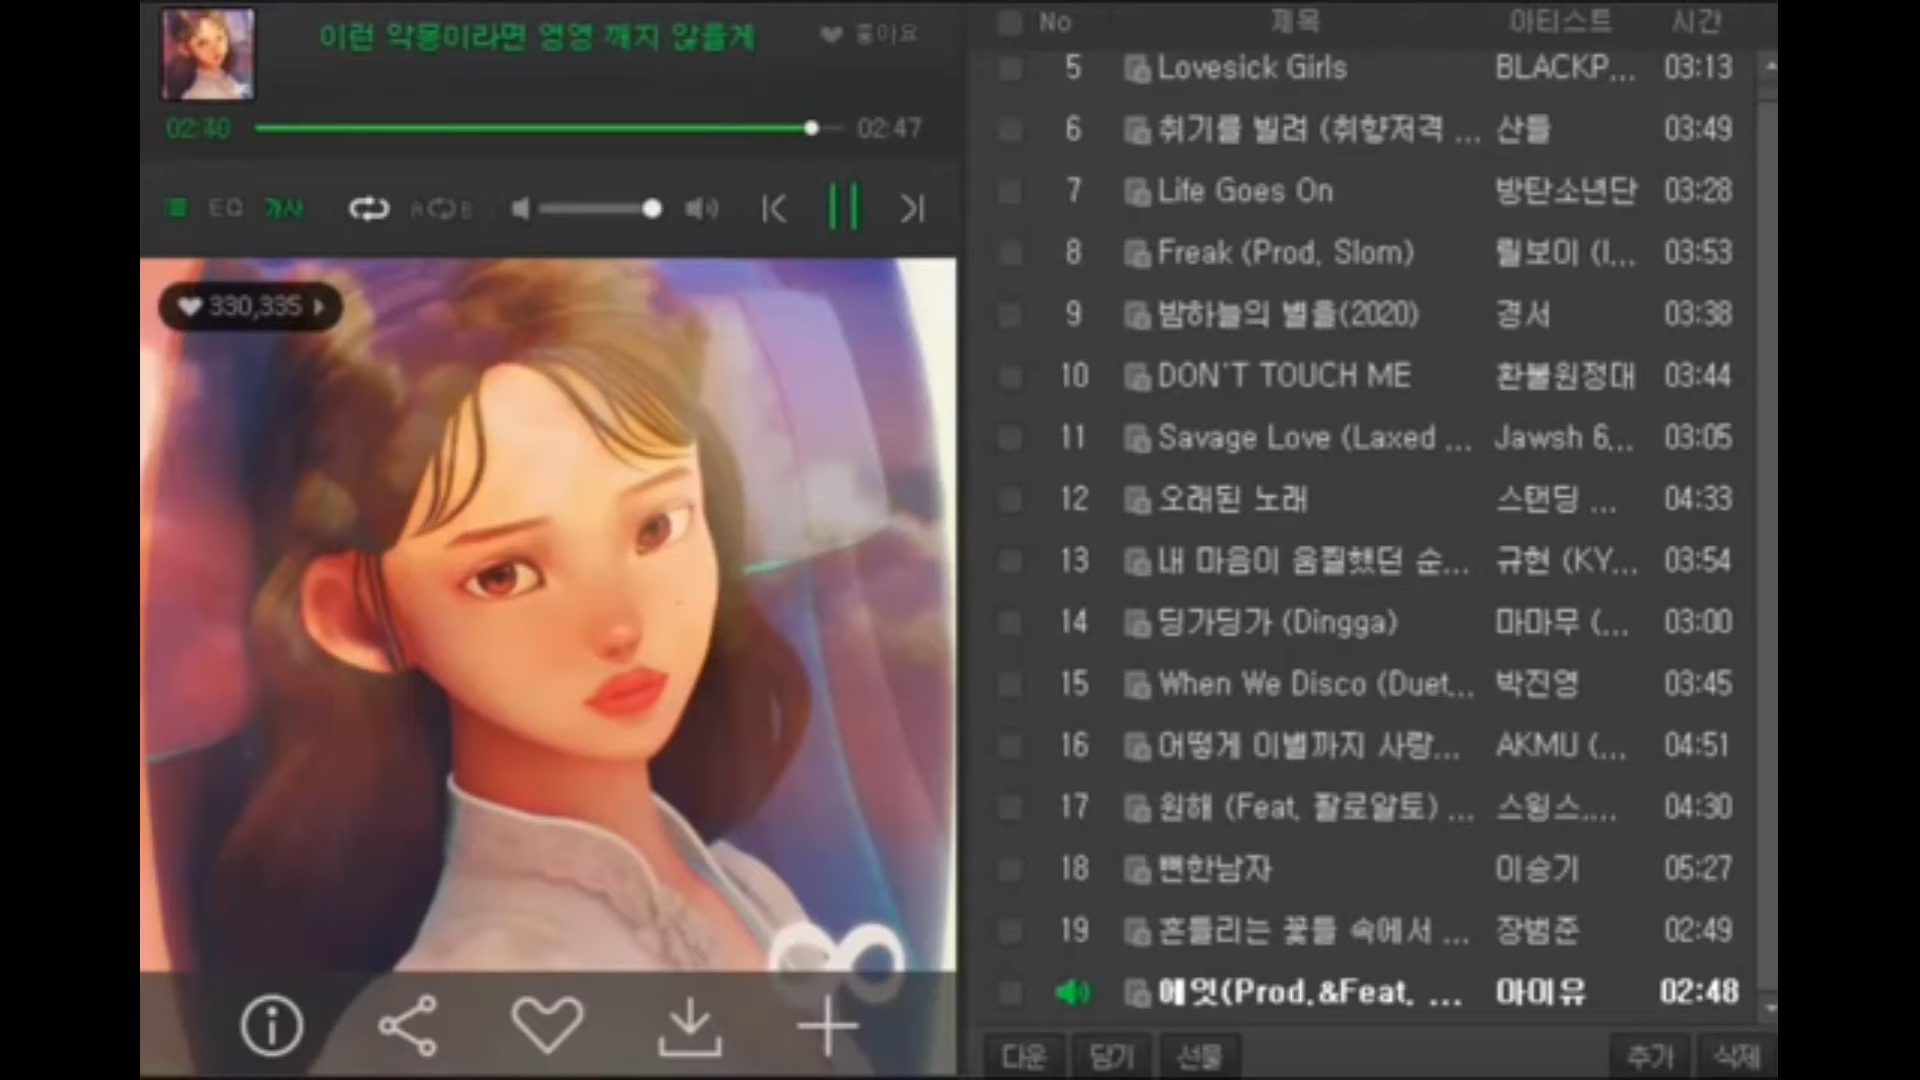 이런 악몽이라면 영영 깨지 않을게
좋아요
02:40 02:47
EQ 가사 A B
330,335
No 제목 아티스트 시간
5 Lovesick Girls BLACKP... 03:13
6 취기를 빌려 (취향저격 ... 산들 03:49
7 Life Goes On 방탄소년단 03:28
8 Freak (Prod. Slom) 릴보이 (l... 03:53
9 밤하늘의 별을(2020) 경서 03:38
10 DON'T TOUCH ME 환불원정대 03:44
11 Savage Love (Laxed ... Jawsh 6... 03:05
12 오래된 노래 스탠딩 ... 04:33
13 내 마음이 움찔했던 순... 규현 (KY... 03:54
14 딩가딩가 (Dingga) 마마무 (... 03:00
15 When We Disco (Duet... 박진영 03:45
16 어떻게 이별까지 사랑... AKMU (... 04:51
17 원해 (Feat. 팔로알토) ... 스윙스,... 04:30
18 뻔한남자 이승기 05:27
19 흔들리는 꽃들 속에서 ... 장범준 02:49
에잇(Prod.&Feat. ... 아이유 02:48
다운 담기 선물 추가 삭제